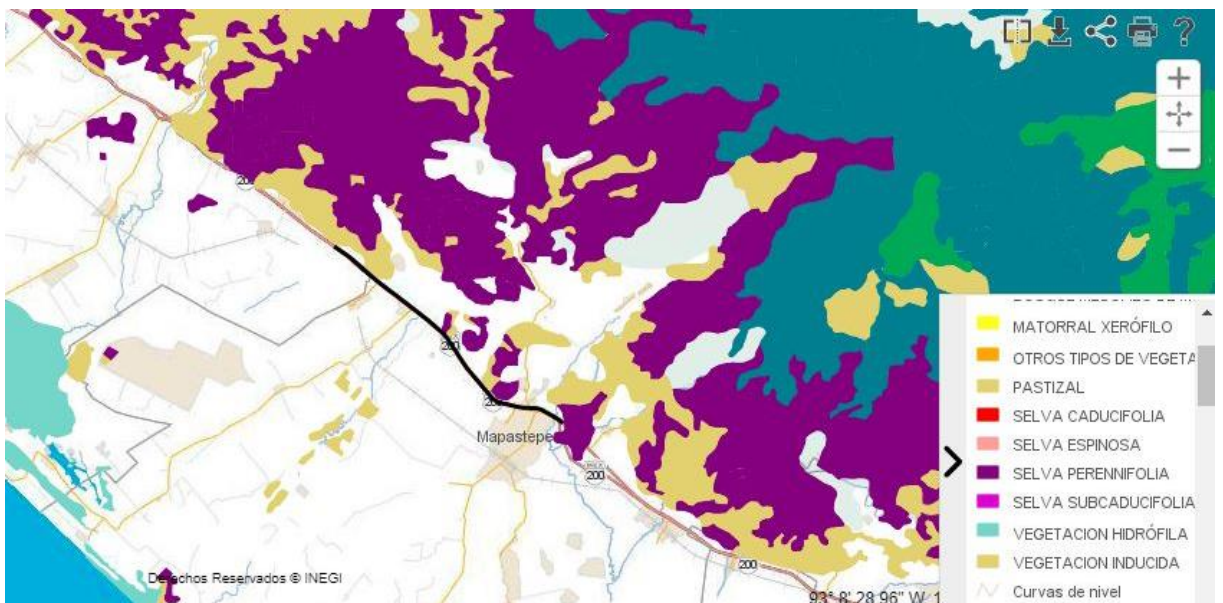 200
200
200
Mapastepec
200
200
MATORRAL XERÓFILO
OTROS TIPOS DE VEGETA
PASTIZAL
SELVA CADUCIFOLIA
SELVA ESPINOSA
SELVA PERENNIFOLIA
SELVA SUBCADUCIFOLIA
VEGETACION HIDRÓFILA
VEGETACION INDUCIDA
Curvas de nivel
Derechos Reservados © INEGI
93° 8' 28.96" W